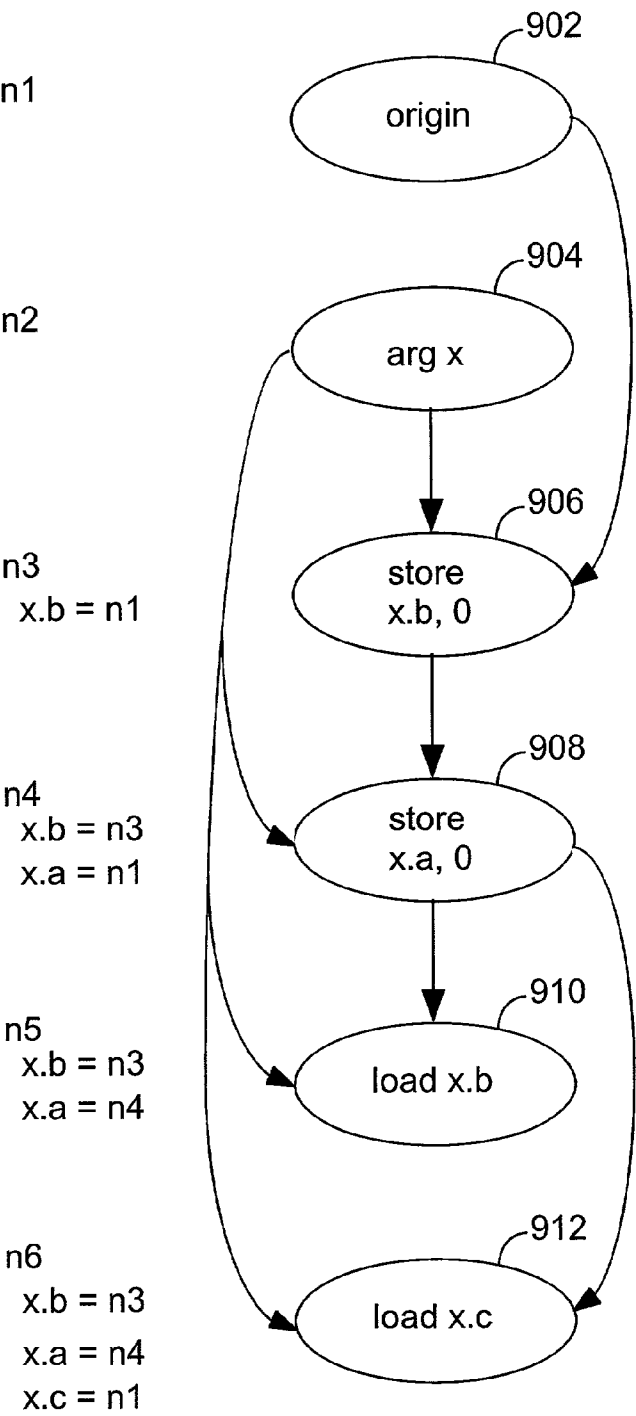 902
n1
origin
904
n2
arg x
906
n3
store
x.b = n1
x.b, 0
908
n4
store
x.b = n3
x.a, 0
x.a = n1
910
n5
x.b = n3
load x.b
x.a = n4
912
n6
x.b = n3
load x.c
x.a = n4
x.c = n1